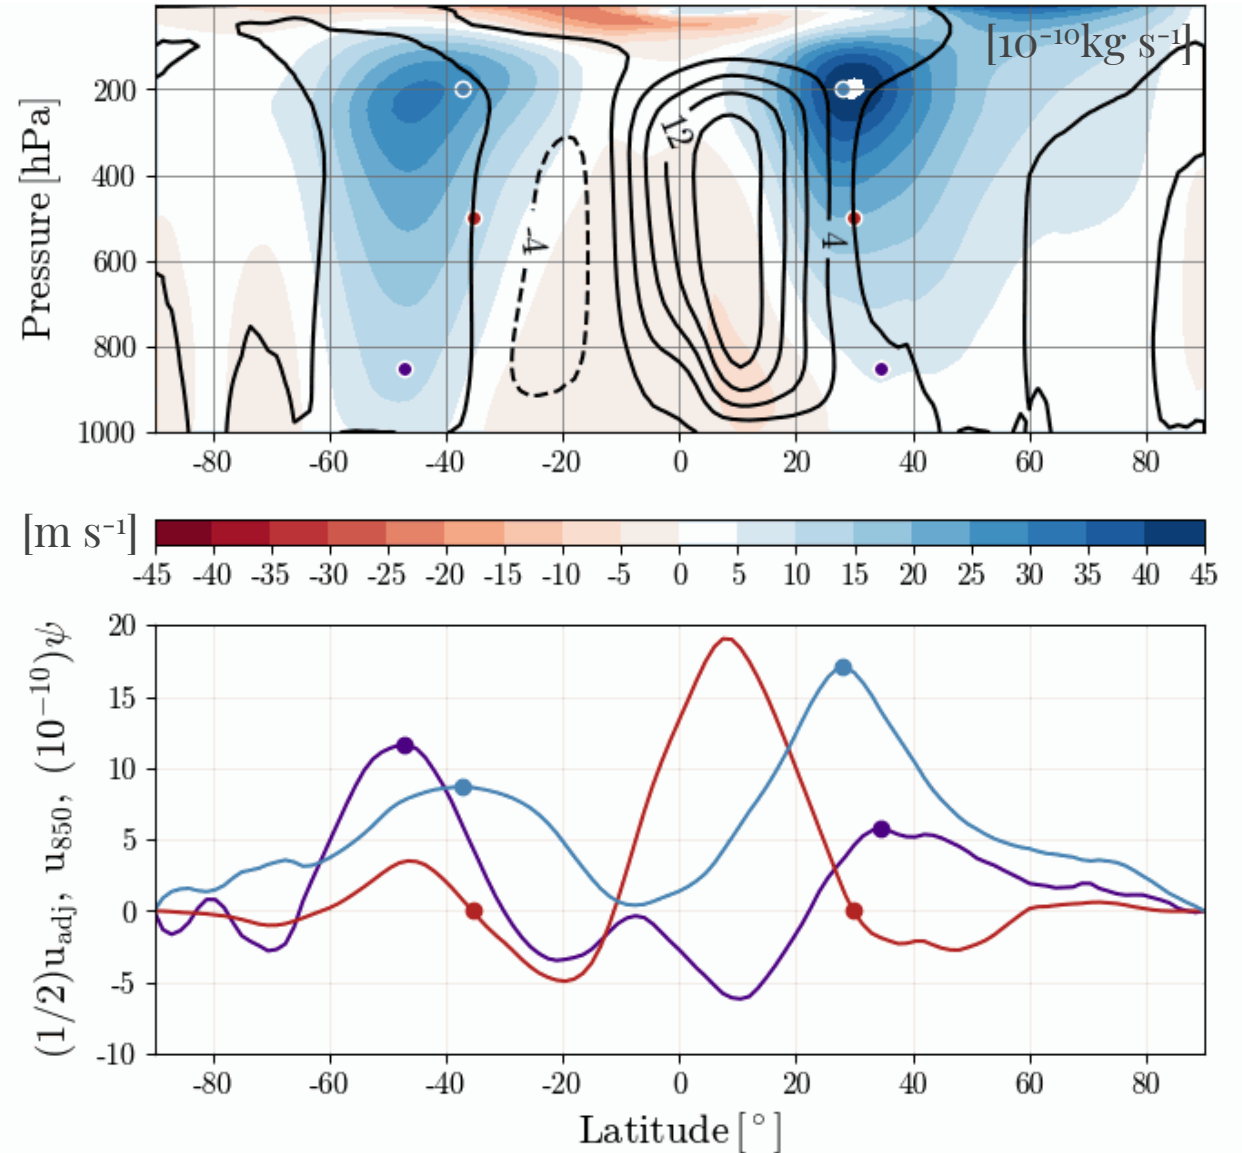 [10⁻¹⁰kg s⁻¹]
Pressure [hPa]
200
400
600
800
1000
12
4
-4
-80 -60 -40 -20 0 20 40 60 80
[m s⁻¹]
-45 -40 -35 -30 -25 -20 -15 -10 -5 0 5 10 15 20 25 30 35 40 45
(1/2)u_adj, u_850, (10⁻¹⁰)ψ
20
15
10
5
0
-5
-10
-80 -60 -40 -20 0 20 40 60 80
Latitude [°]